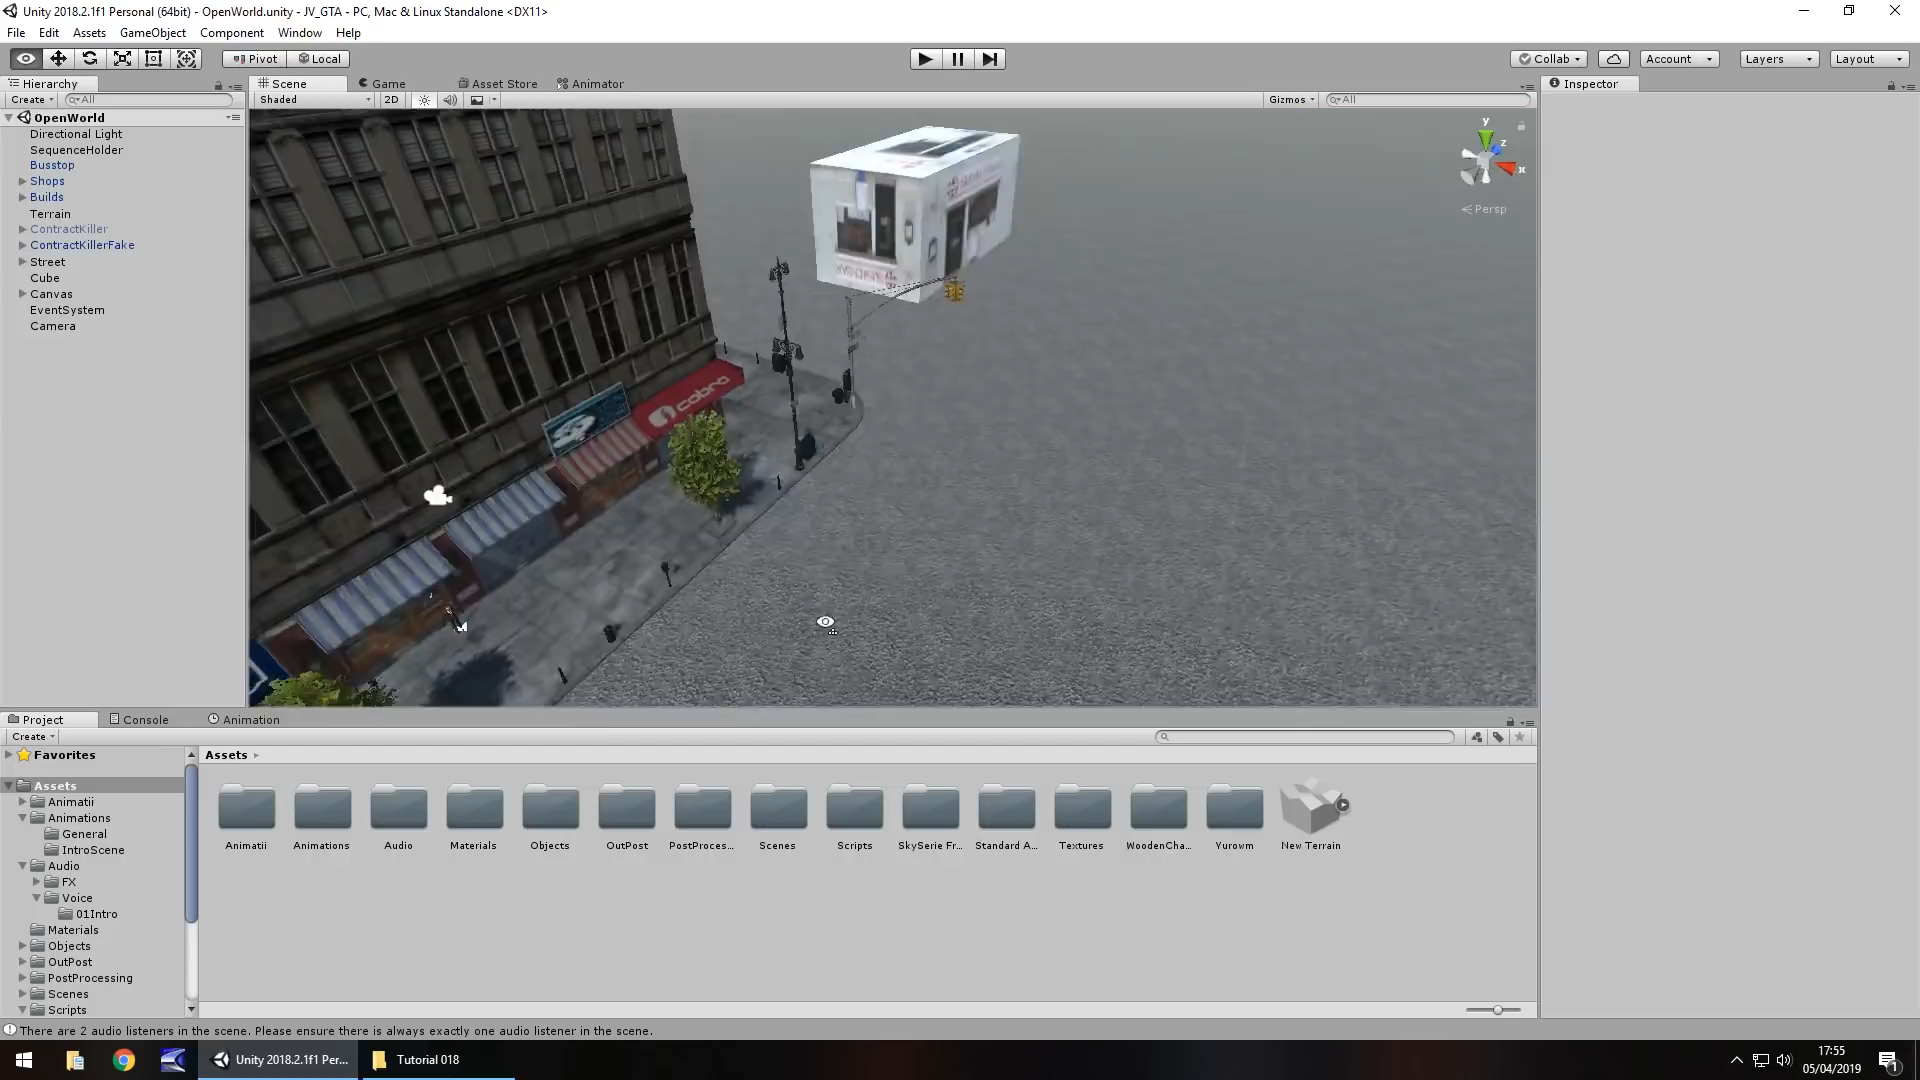 Unity 2018.2.1f1 Personal (64bit) - OpenWorld.unity - JV_GTA - PC, Mac & Linux Standalone <DX11>
File Edit Assets GameObject Component Window Help
Pivot Local Collab Account Layers Layout
Hierarchy Scene Game Asset Store Animator Inspector
Create All Shaded 2D Gizmos All
OpenWorld
Directional Light
SequenceHolder
Busstop
Shops
Builds
Terrain
ContractKiller
ContractKillerFake
Street
Cube
Canvas
EventSystem
Camera
y
z
x
Persp
cobra
Project Console Animation
Create
Favorites
Assets
Animatii
Animations
General
IntroScene
Audio
FX
Voice
01Intro
Materials
Objects
OutPost
PostProcessing
Scenes
Scripts
Assets
Animatii Animations Audio Materials Objects OutPost PostProces... Scenes Scripts SkySerie Fr... Standard A... Textures WoodenCha... Yurowm New Terrain
There are 2 audio listeners in the scene. Please ensure there is always exactly one audio listener in the scene.
Unity 2018.2.1f1 Per... Tutorial 018
17:55
05/04/2019
1